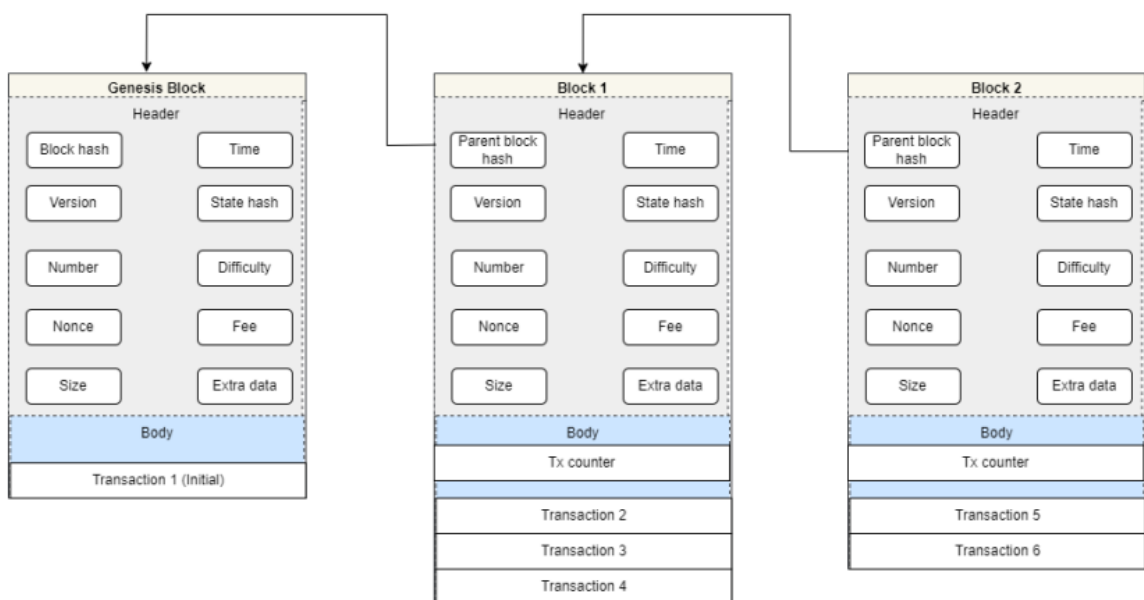 Genesis Block
Header
Block hash
Time
Version
State hash
Number
Difficulty
Nonce
Fee
Size
Extra data
Body
Transaction 1 (Initial)
Block 1
Header
Parent block
hash
Time
Version
State hash
Number
Difficulty
Nonce
Fee
Size
Extra data
Body
Tx counter
Transaction 2
Transaction 3
Transaction 4
Block 2
Header
Parent block
hash
Time
Version
State hash
Number
Difficulty
Nonce
Fee
Size
Extra data
Body
Tx counter
Transaction 5
Transaction 6